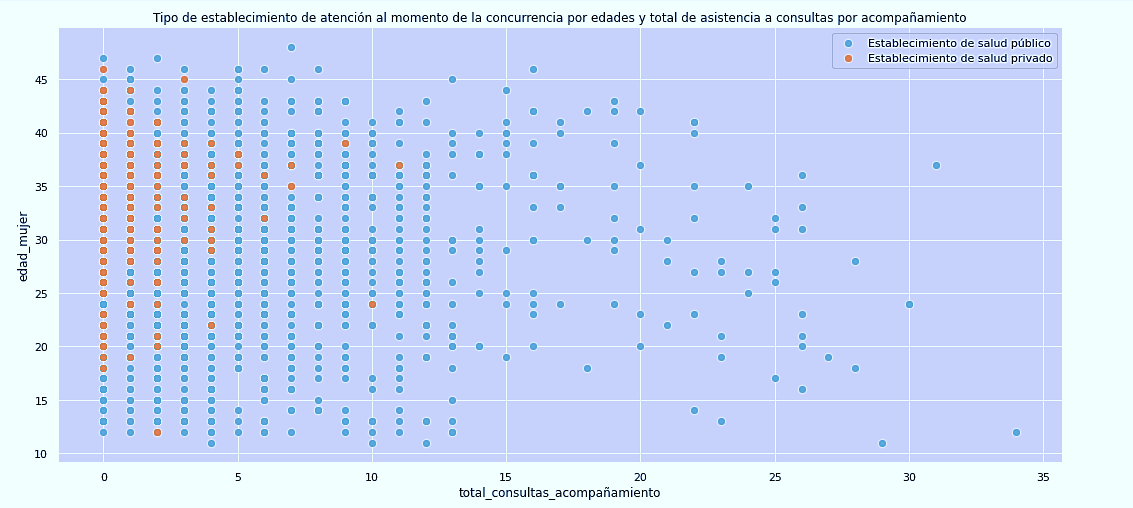 Tipo de establecimiento de atención al momento de la concurrencia por edades y total de asistencia a consultas por acompañamiento
Establecimiento de salud público
Establecimiento de salud privado
edad_mujer
45
40
35
30
25
20
15
10
0 5 10 15 20 25 30 35
total_consultas_acompañamiento